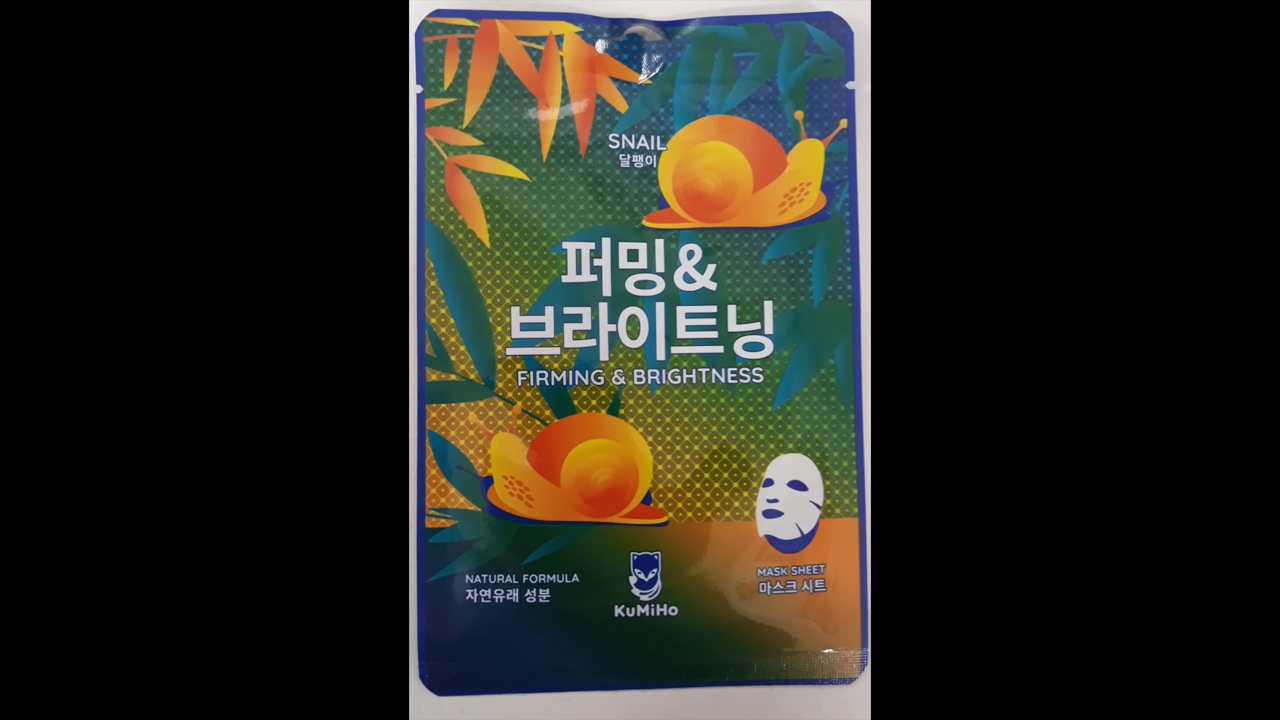 SNAIL
달팽이
퍼밍&
브라이트닝
FIRMING & BRIGHTNESS
MASK SHEET
마스크 시트
NATURAL FORMULA
자연유래 성분
KuMiHo